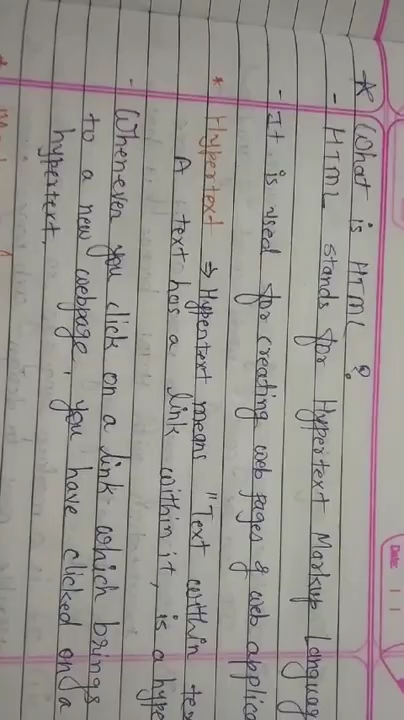 * What is HTML ?
- HTML stands for Hypertext Markup Languag
- It is used for creating web pages & web applica
* Hypertext ⇒ Hypertext means "Text within tex
A text has a link within it, is a hype
- Whenever you click on a link which brings
to a new webpage, you have clicked on a
hypertext.
Date: